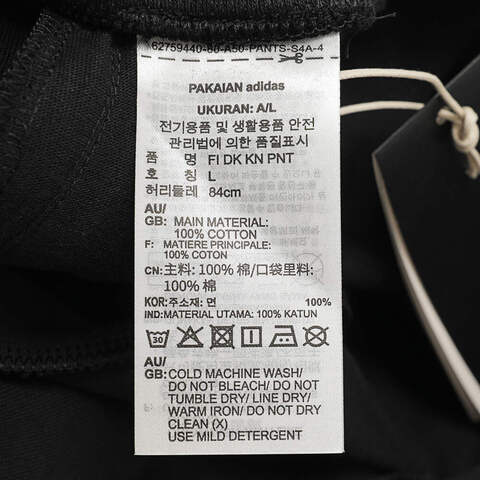 62759440-80-A50-PANTS-S4A-4
PAKAIAN adidas
UKURAN: A/L
전기용품 및 생활용품 안전
관리법에 의한 품질표시
품 명 FI DK KN PNT
호 칭 L
허리둘레 84cm
AU/
GB: MAIN MATERIAL:
100% COTTON
F: MATIERE PRINCIPALE:
100% COTON
CN: 主料: 100% 棉/口袋里料:
100% 棉
KOR: 주소재: 면 100%
IND: MATERIAL UTAMA: 100% KATUN
30
AU/
GB: COLD MACHINE WASH/
DO NOT BLEACH/ DO NOT
TUMBLE DRY/ LINE DRY/
WARM IRON/ DO NOT DRY
CLEAN (X)
USE MILD DETERGENT